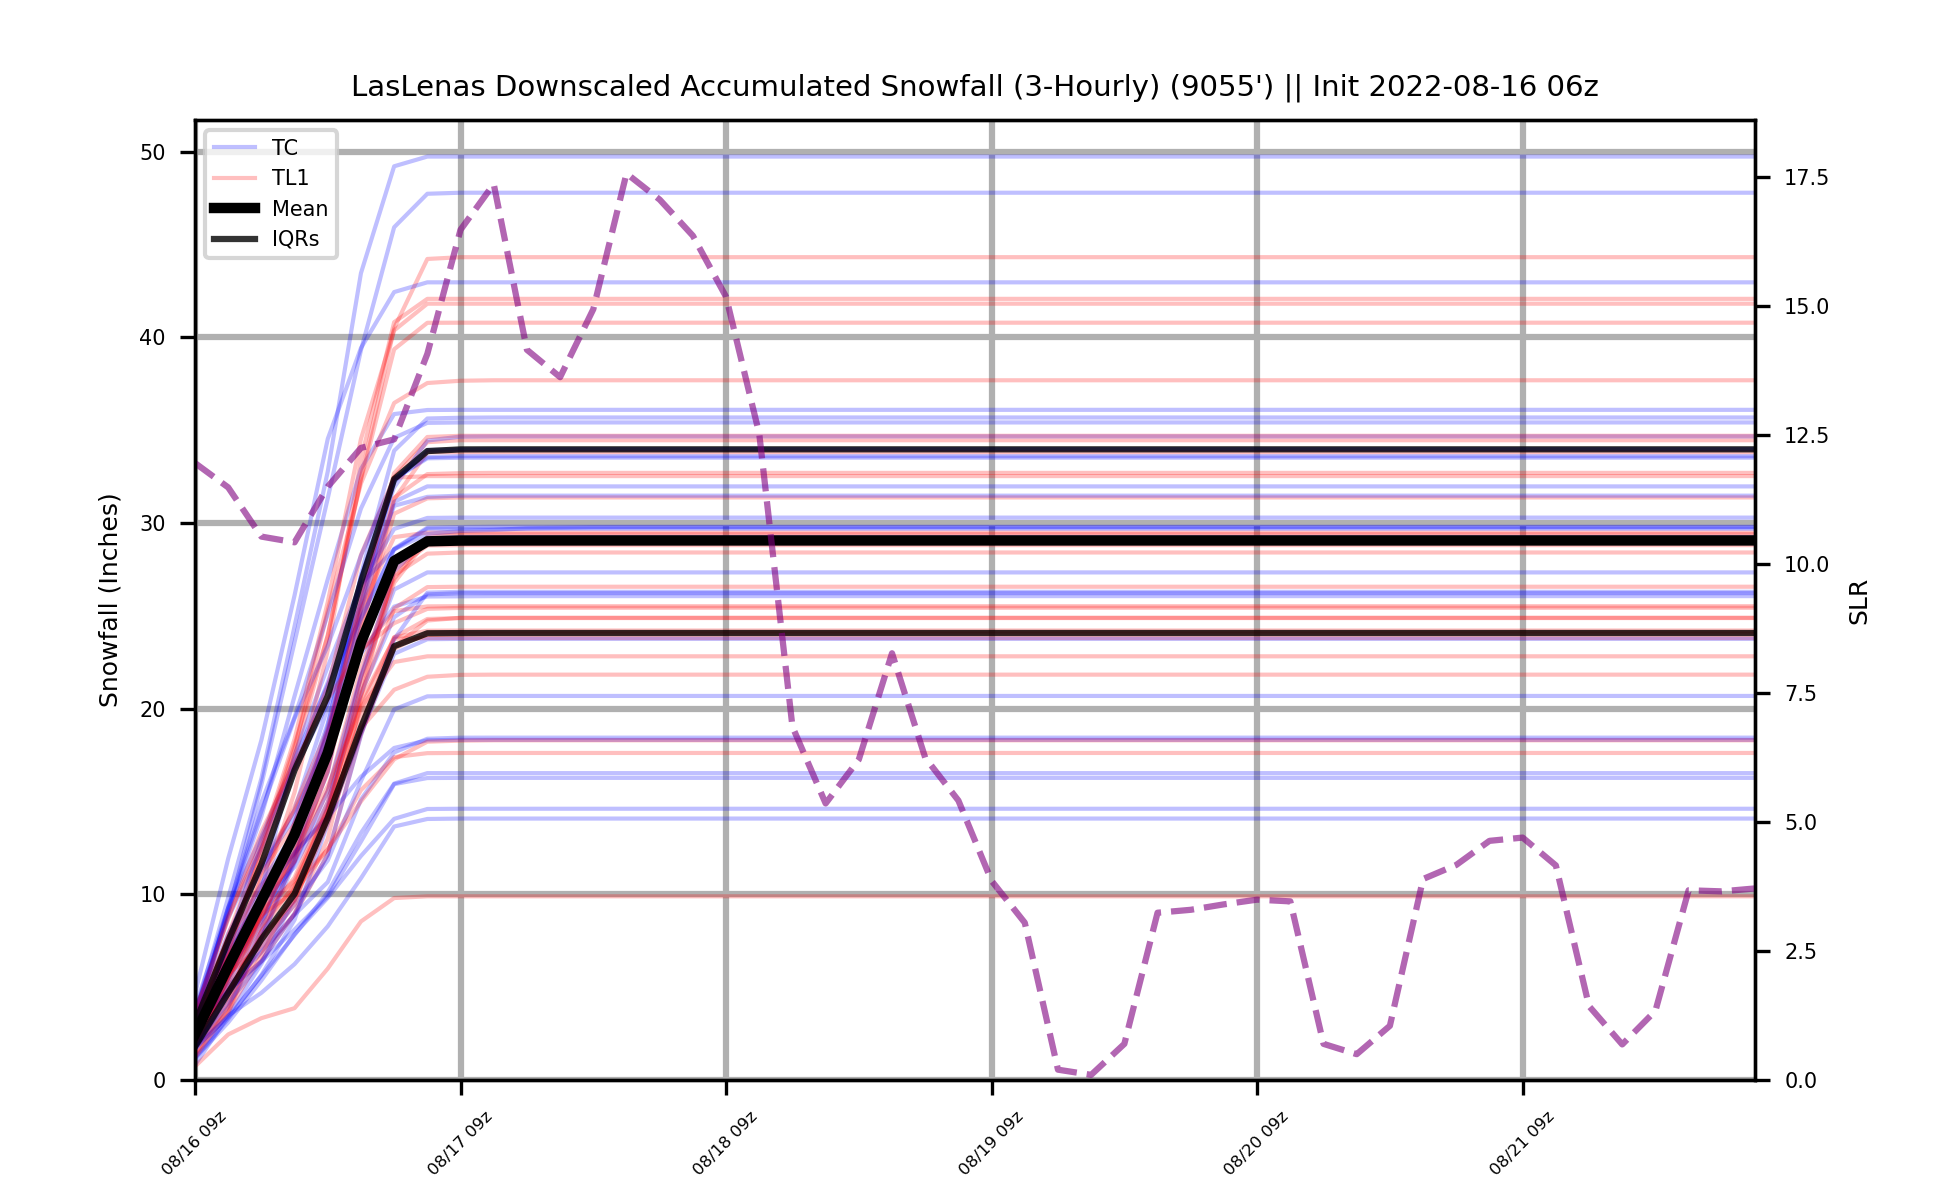 LasLenas Downscaled Accumulated Snowfall (3-Hourly) (9055') || Init 2022-08-16 06z
TC
TL1
Mean
IQRs
50
40
30
20
10
0
Snowfall (Inches)
17.5
15.0
12.5
10.0
7.5
5.0
2.5
0.0
SLR
08/16 09z
08/17 09z
08/18 09z
08/19 09z
08/20 09z
08/21 09z